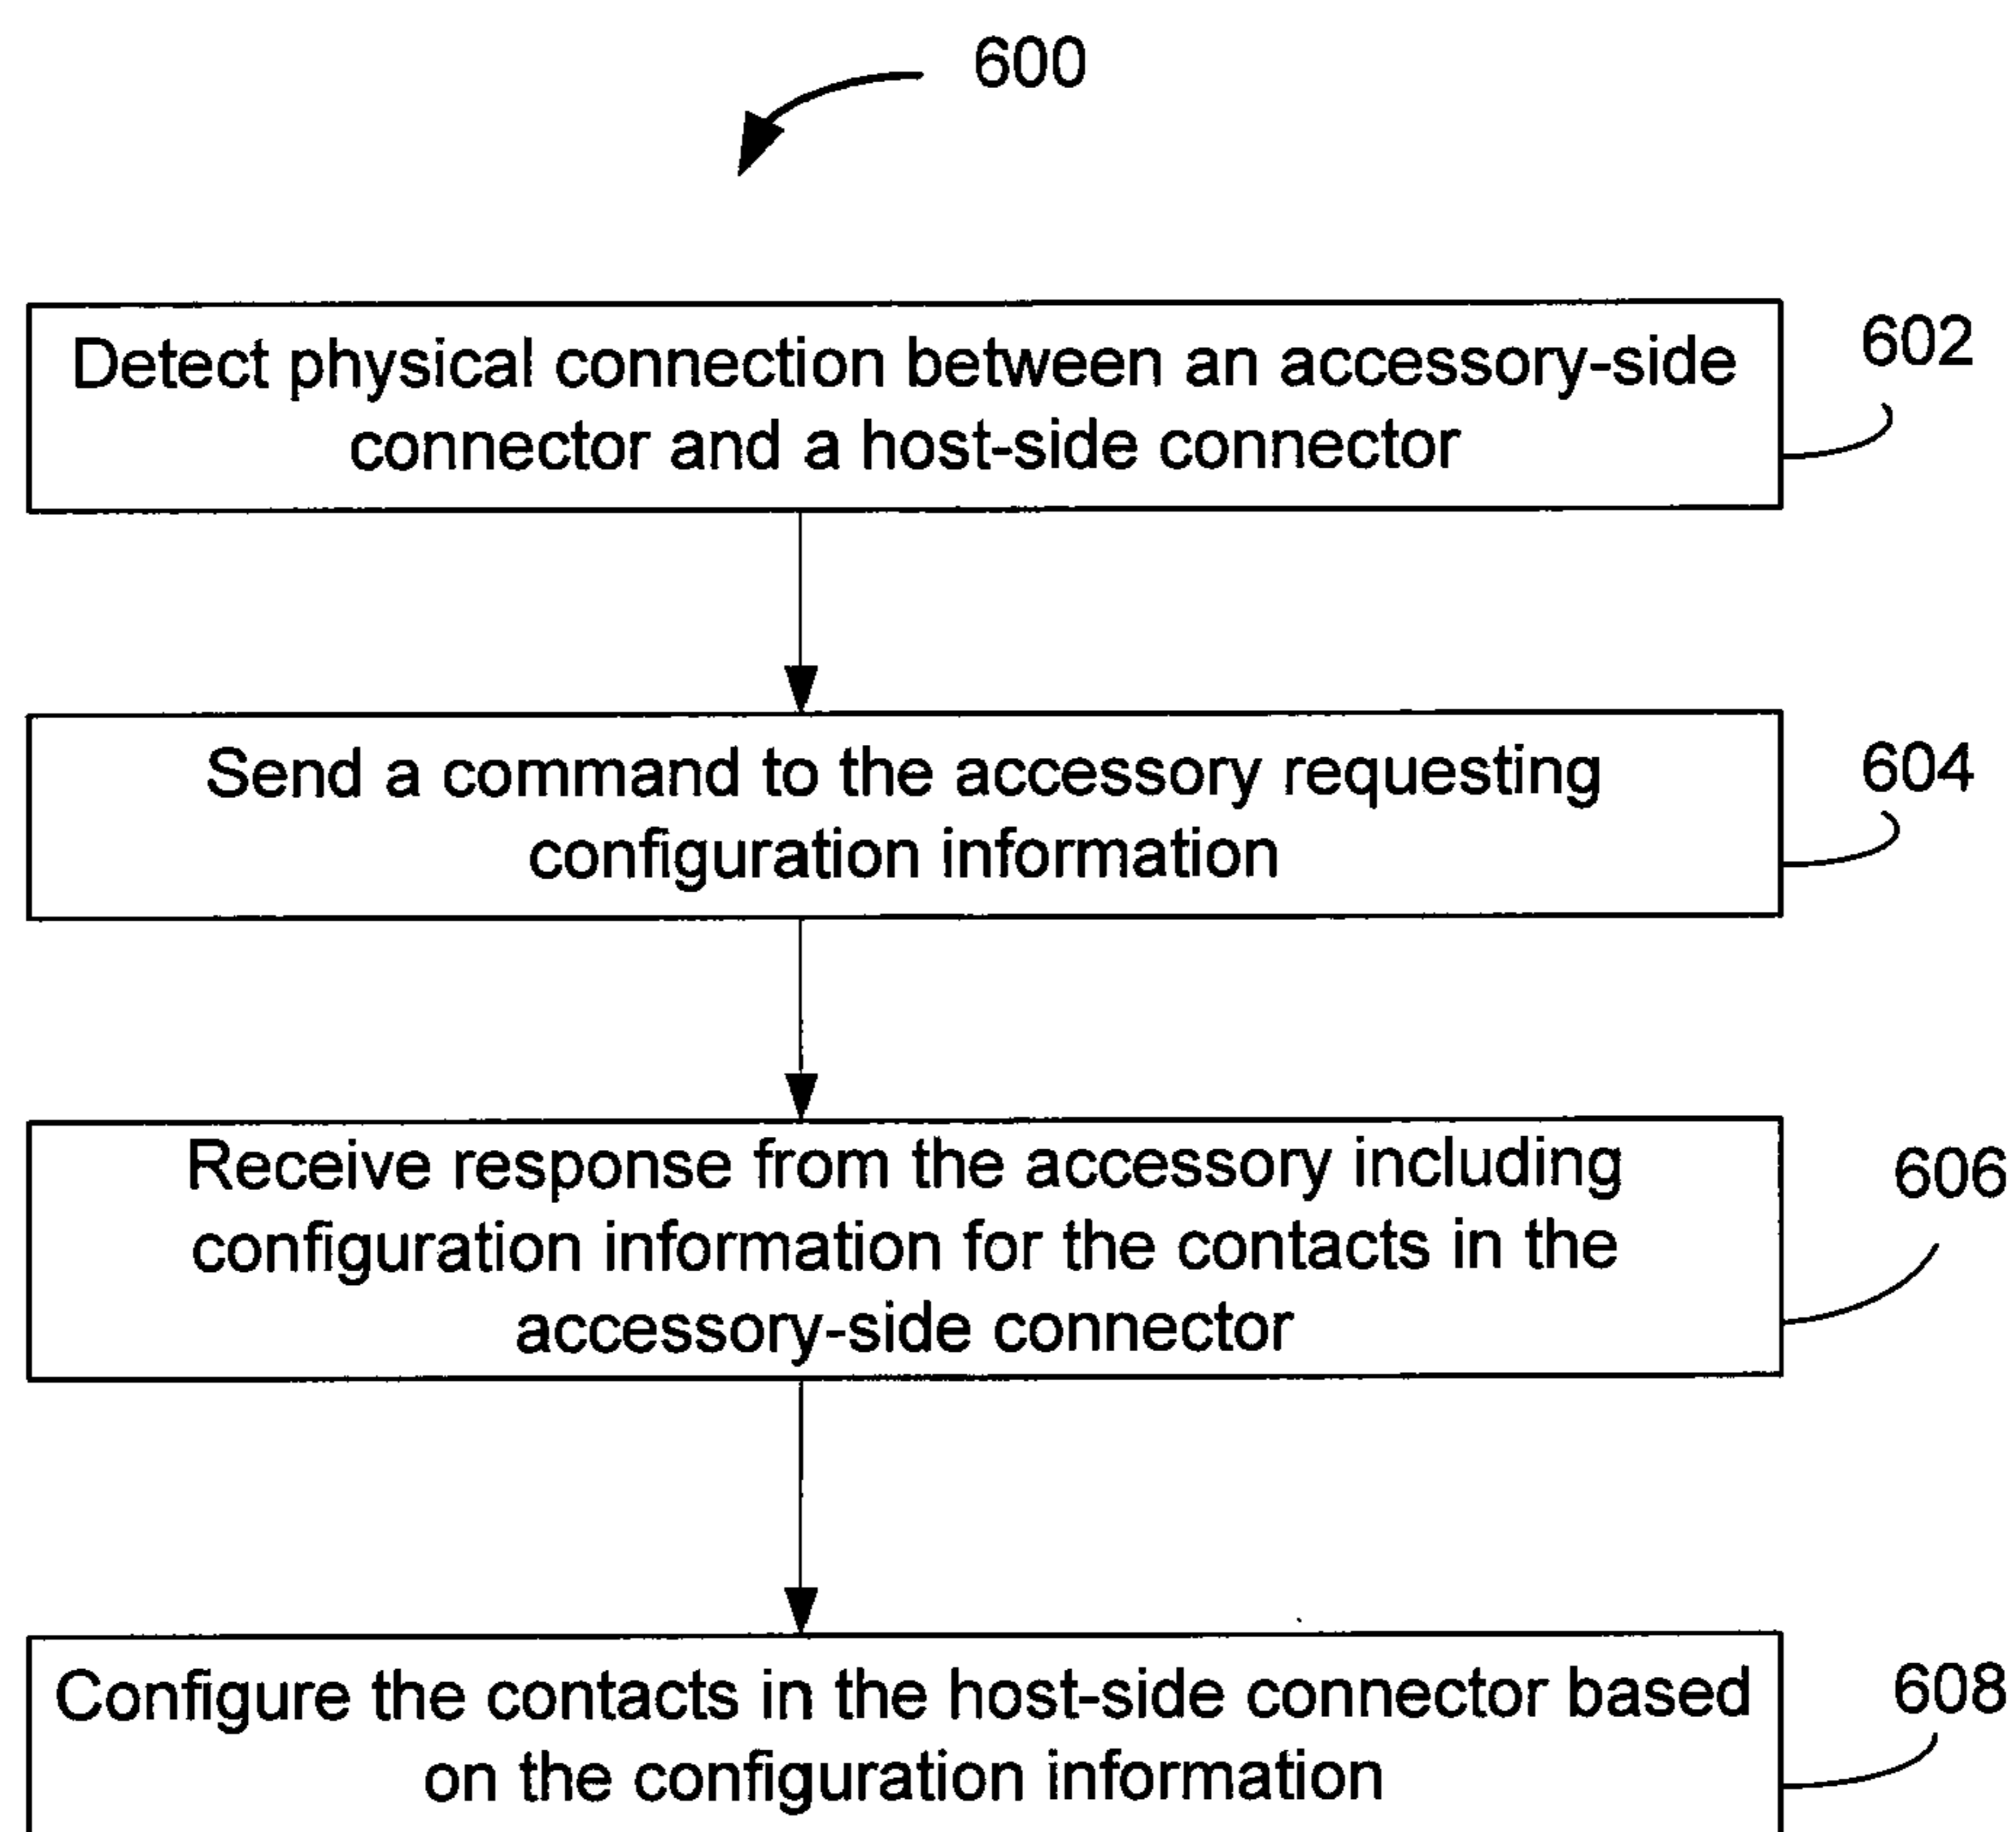 600
Detect physical connection between an accessory-side
connector and a host-side connector
602
Send a command to the accessory requesting
configuration information
604
Receive response from the accessory including
configuration information for the contacts in the
accessory-side connector
606
Configure the contacts in the host-side connector based
on the configuration information
608